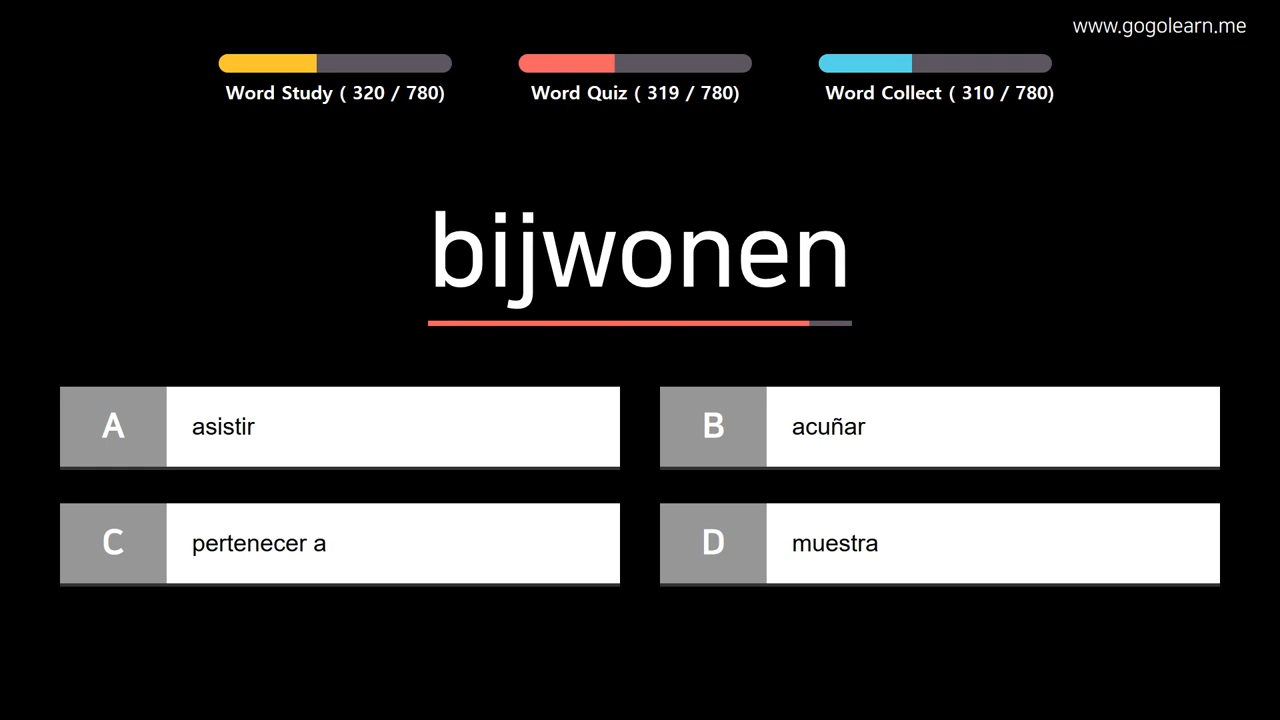 www.gogolearn.me
Word Study ( 320 / 780)
Word Quiz ( 319 / 780)
Word Collect ( 310 / 780)
bijwonen
A asistir
B acuñar
C pertenecer a
D muestra